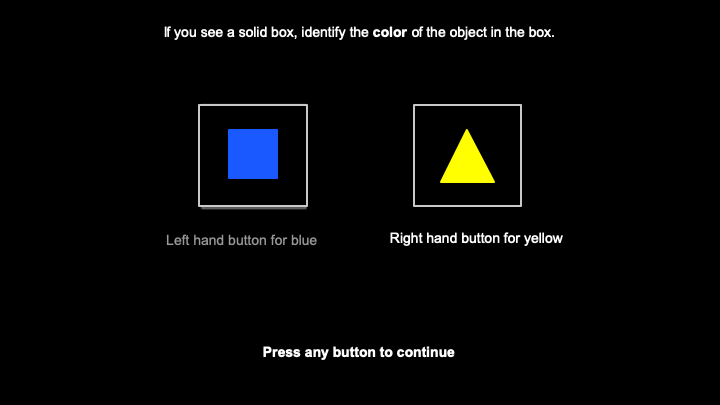 If you see a solid box, identify the color of the object in the box.
Left hand button for blue
Right hand button for yellow
Press any button to continue